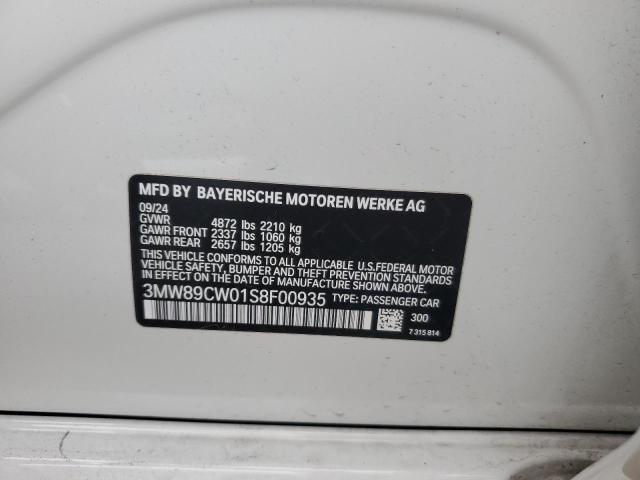 MFD BY BAYERISCHE MOTOREN WERKE AG
09/24
GVWR 4872 lbs 2210 kg
GAWR FRONT 2337 lbs 1060 kg
GAWR REAR 2657 lbs 1205 kg
THIS VEHICLE CONFORMS TO ALL APPLICABLE U.S.FEDERAL MOTOR
VEHICLE SAFETY, BUMPER, AND THEFT PREVENTION STANDARDS
IN EFFECT ON THE DATE OF MANUFACTURE SHOWN ABOVE.
3MW89CW01S8F00935 TYPE: PASSENGER CAR
300
7 315 814